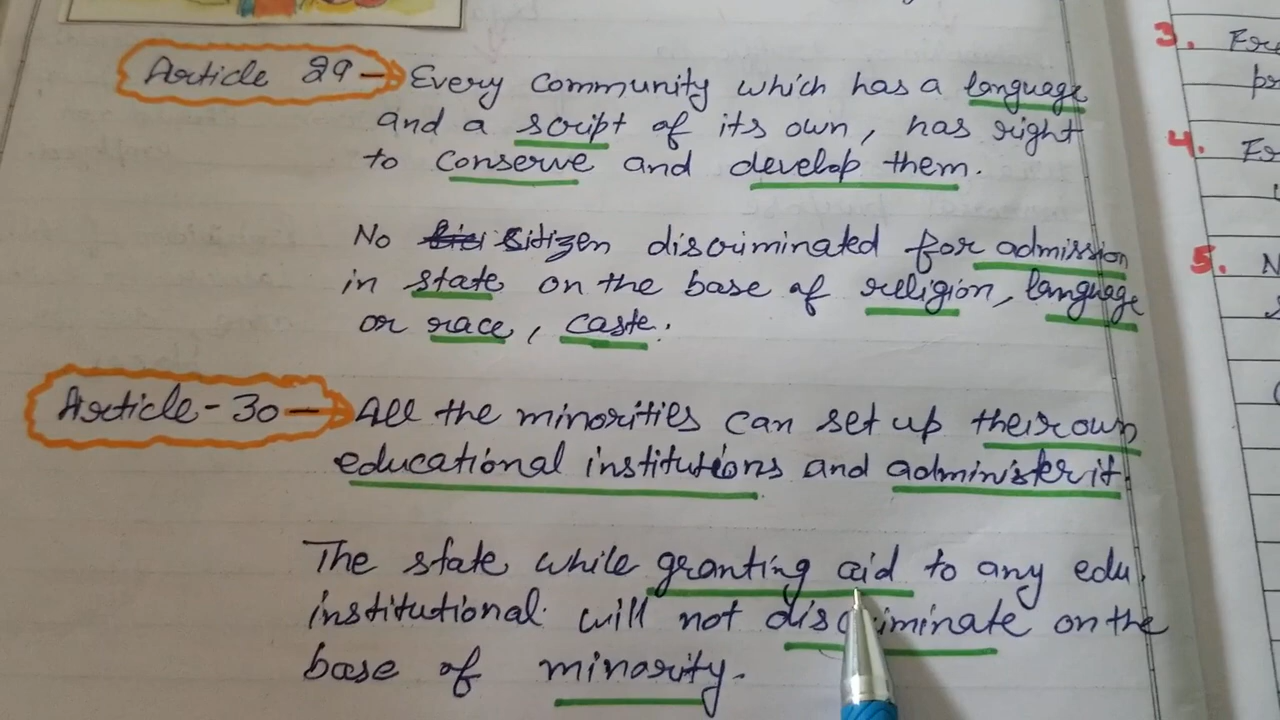 Article 29 → Every community which has a language
and a script of its own, has right
to conserve and develop them.
No citizen discriminated for admission
in state on the base of religion, language
or race, caste.
Article - 30 → All the minorities can set up their own
educational institutions and administer it.
The state while granting aid to any edu.
institutional will not discriminate on the
base of minority.
3.
4.
5.